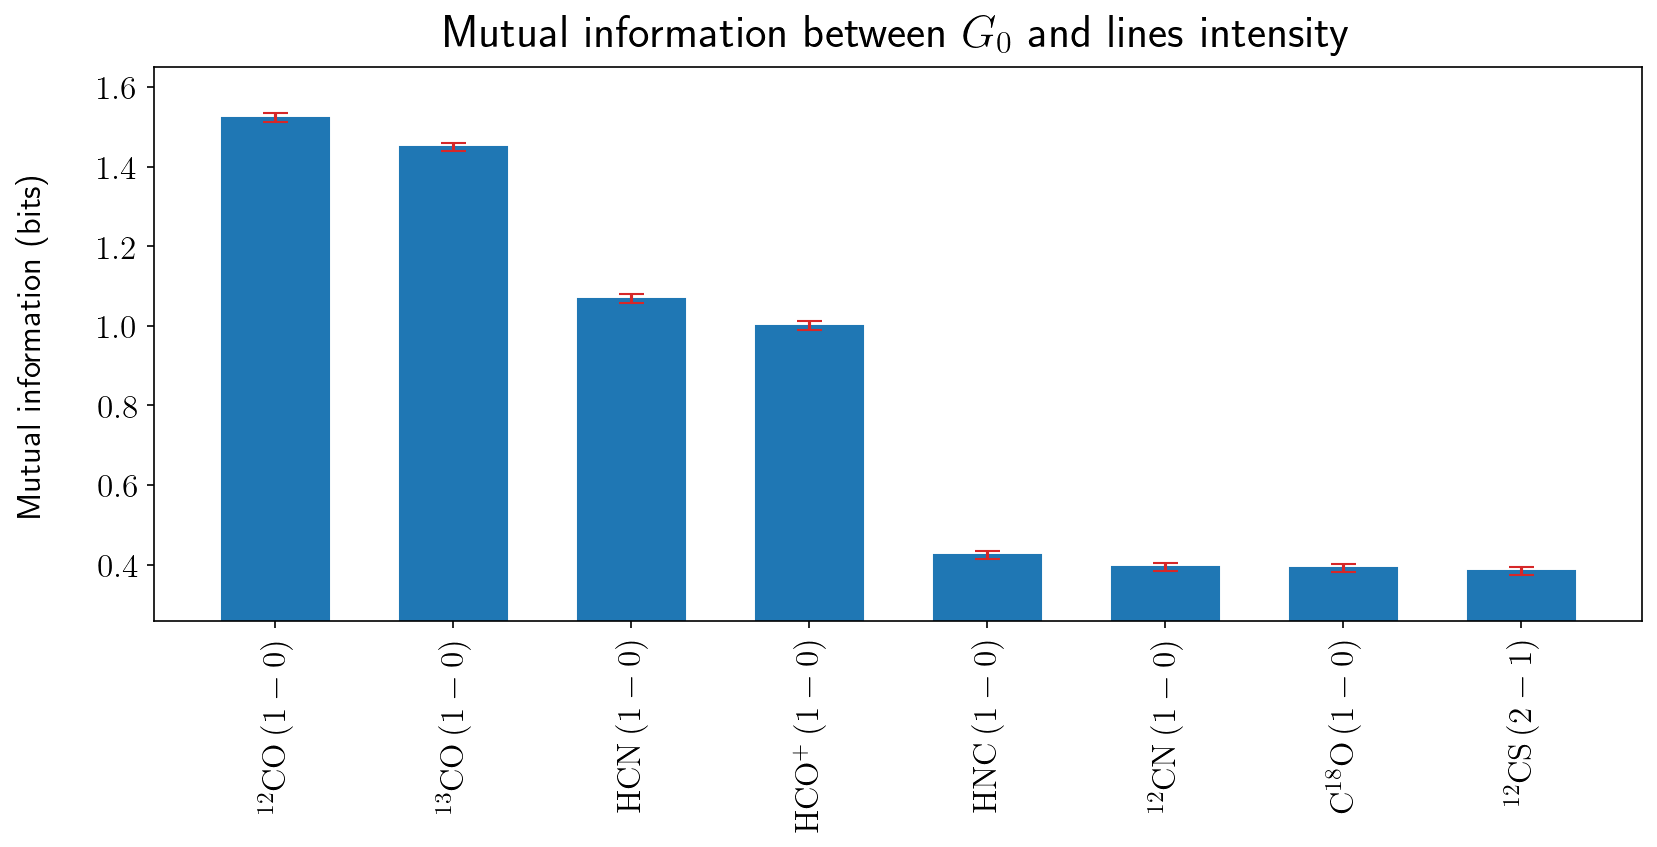 Mutual information between G₀ and lines intensity
Mutual information (bits)
1.6
1.4
1.2
1.0
0.8
0.6
0.4
¹²CO (1 − 0)
¹³CO (1 − 0)
HCN (1 − 0)
HCO⁺ (1 − 0)
HNC (1 − 0)
¹²CN (1 − 0)
C¹⁸O (1 − 0)
¹²CS (2 − 1)